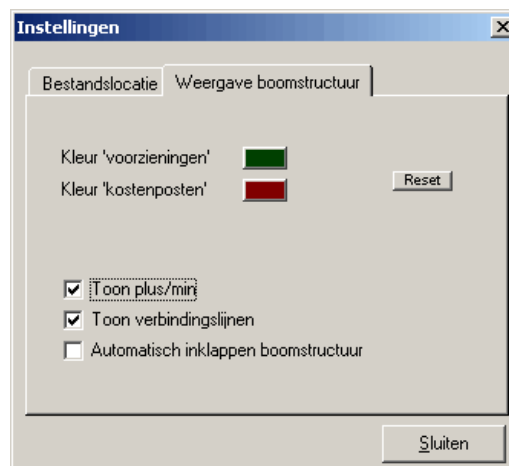 Instellingen
Bestandslocatie Weergave boomstructuur
Kleur 'voorzieningen'
Kleur 'kostenposten' Reset
Toon plus/min
Toon verbindingslijnen
Automatisch inklappen boomstructuur
Sluiten